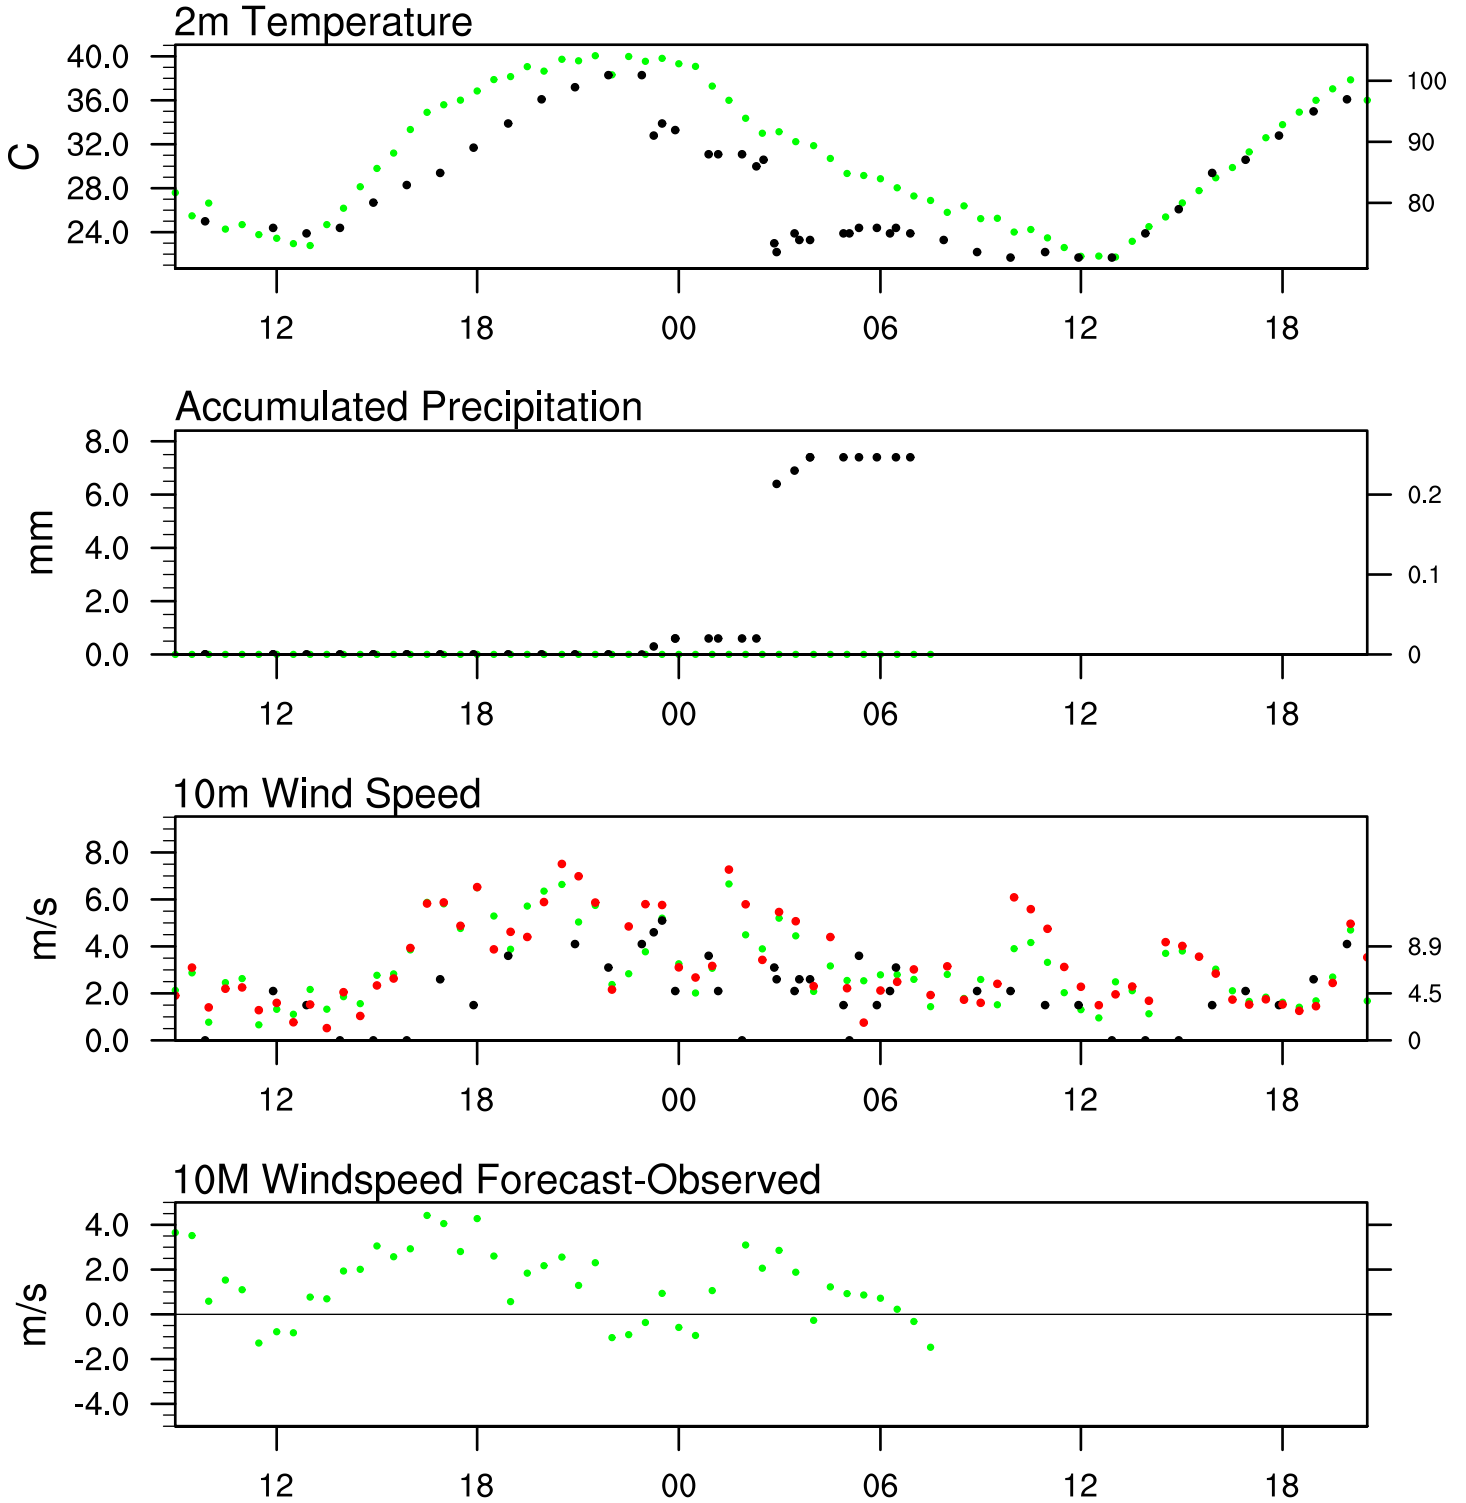 2m Temperature
40.0
36.0
32.0
28.0
24.0
C
100
90
80
12 18 00 06 12 18
Accumulated Precipitation
8.0
6.0
4.0
2.0
0.0
mm
0.2
0.1
0
12 18 00 06 12 18
10m Wind Speed
8.0
6.0
4.0
2.0
0.0
m/s
8.9
4.5
0
12 18 00 06 12 18
10M Windspeed Forecast-Observed
4.0
2.0
0.0
-2.0
-4.0
m/s
12 18 00 06 12 18